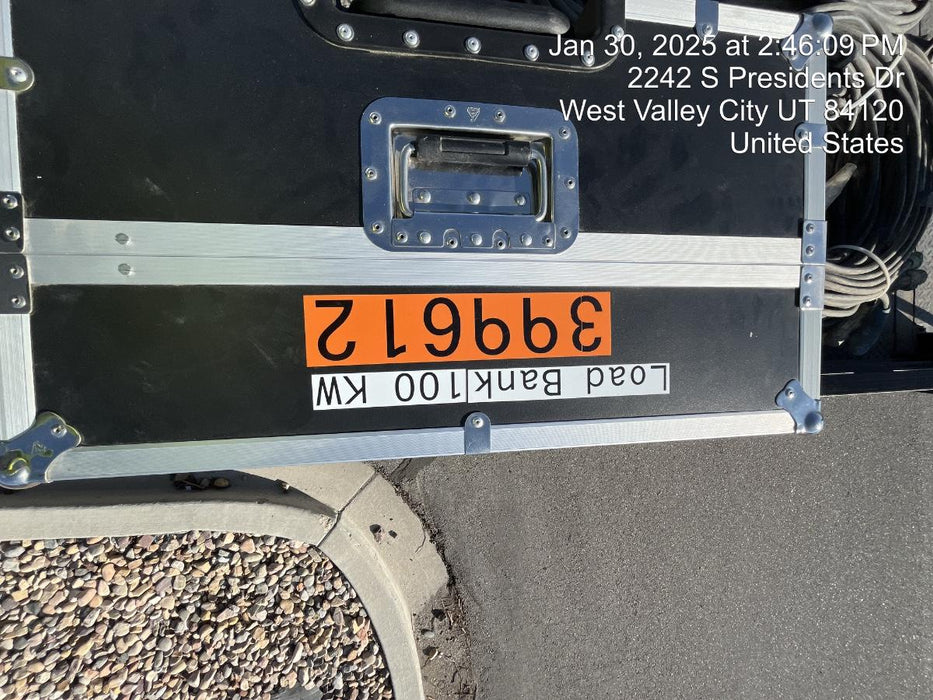 Jan 30, 2025 at 2:46:09 PM
2242 S Presidents Dr
West Valley City UT 84120
United States
399612
Load Bank 100 KW